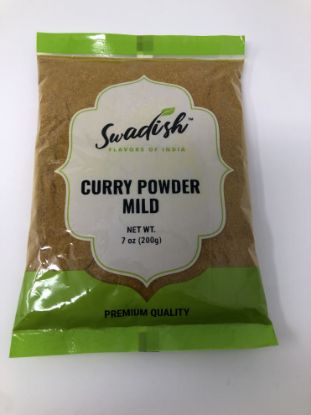 Swadish™
FLAVORS OF INDIA
CURRY POWDER
MILD
NET WT.
7 oz (200g)
PREMIUM QUALITY